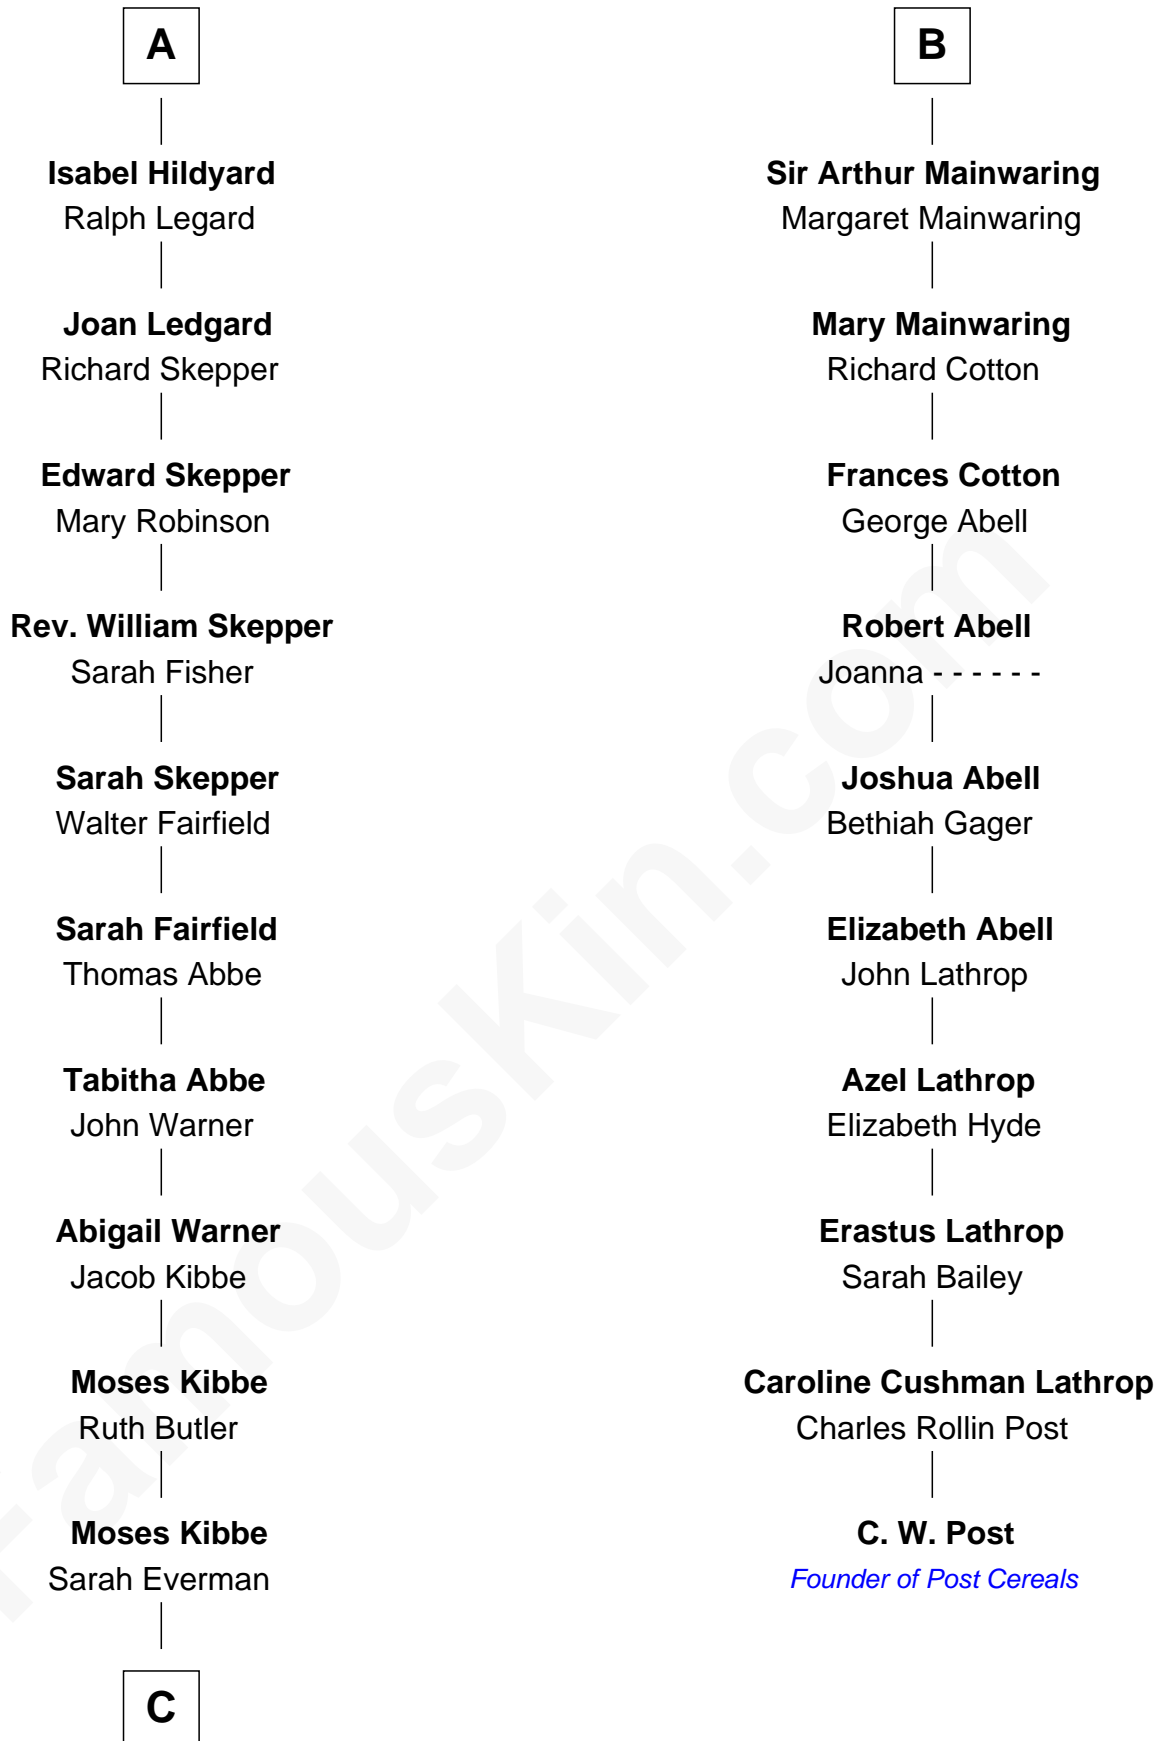 A
Isabel Hildyard
Ralph Legard
Joan Ledgard
Richard Skepper
Edward Skepper
Mary Robinson
Rev. William Skepper
Sarah Fisher
Sarah Skepper
Walter Fairfield
Sarah Fairfield
Thomas Abbe
Tabitha Abbe
John Warner
Abigail Warner
Jacob Kibbe
Moses Kibbe
Ruth Butler
Moses Kibbe
Sarah Everman
C
B
Sir Arthur Mainwaring
Margaret Mainwaring
Mary Mainwaring
Richard Cotton
Frances Cotton
George Abell
Robert Abell
Joanna - - - - - -
Joshua Abell
Bethiah Gager
Elizabeth Abell
John Lathrop
Azel Lathrop
Elizabeth Hyde
Erastus Lathrop
Sarah Bailey
Caroline Cushman Lathrop
Charles Rollin Post
C. W. Post
Founder of Post Cereals
FamousKin.com